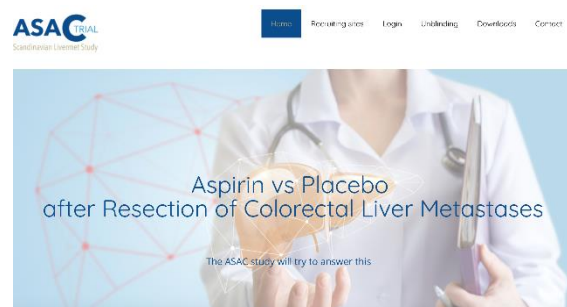 ASAC TRIAL
Scandinavian Livermet Study
Home Recruiting sites Login Unblinding Downloads Contact
Aspirin vs Placebo
after Resection of Colorectal Liver Metastases
The ASAC study will try to answer this